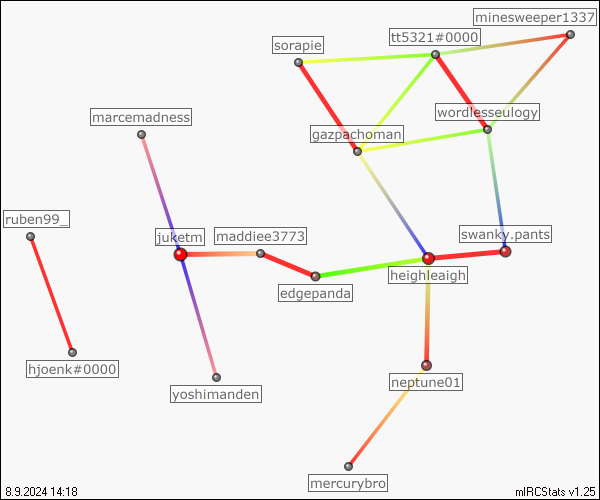 minesweeper1337
tt5321#0000
sorapie
wordlesseulogy
marcemadness
gazpachoman
ruben99_
juketm
maddiee3773
swanky.pants
heighleaigh
edgepanda
hjoenk#0000
yoshimanden
neptune01
mercurybro
8.9.2024 14:18
mIRCStats v1.25